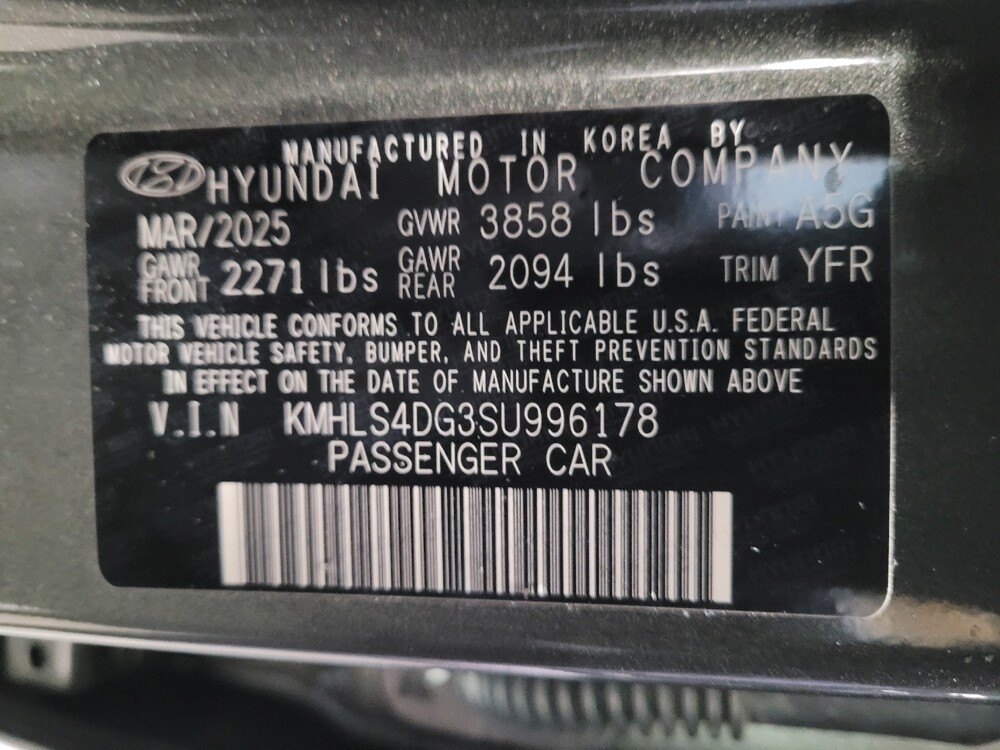 MANUFACTURED IN KOREA BY
HYUNDAI MOTOR COMPANY
MAR/2025 GVWR 3858 lbs PAINT A5G
GAWR FRONT 2271 lbs GAWR REAR 2094 lbs TRIM YFR
THIS VEHICLE CONFORMS TO ALL APPLICABLE U.S.A. FEDERAL
MOTOR VEHICLE SAFETY, BUMPER, AND THEFT PREVENTION STANDARDS
IN EFFECT ON THE DATE OF MANUFACTURE SHOWN ABOVE
V.I.N KMHLS4DG3SU996178
PASSENGER CAR